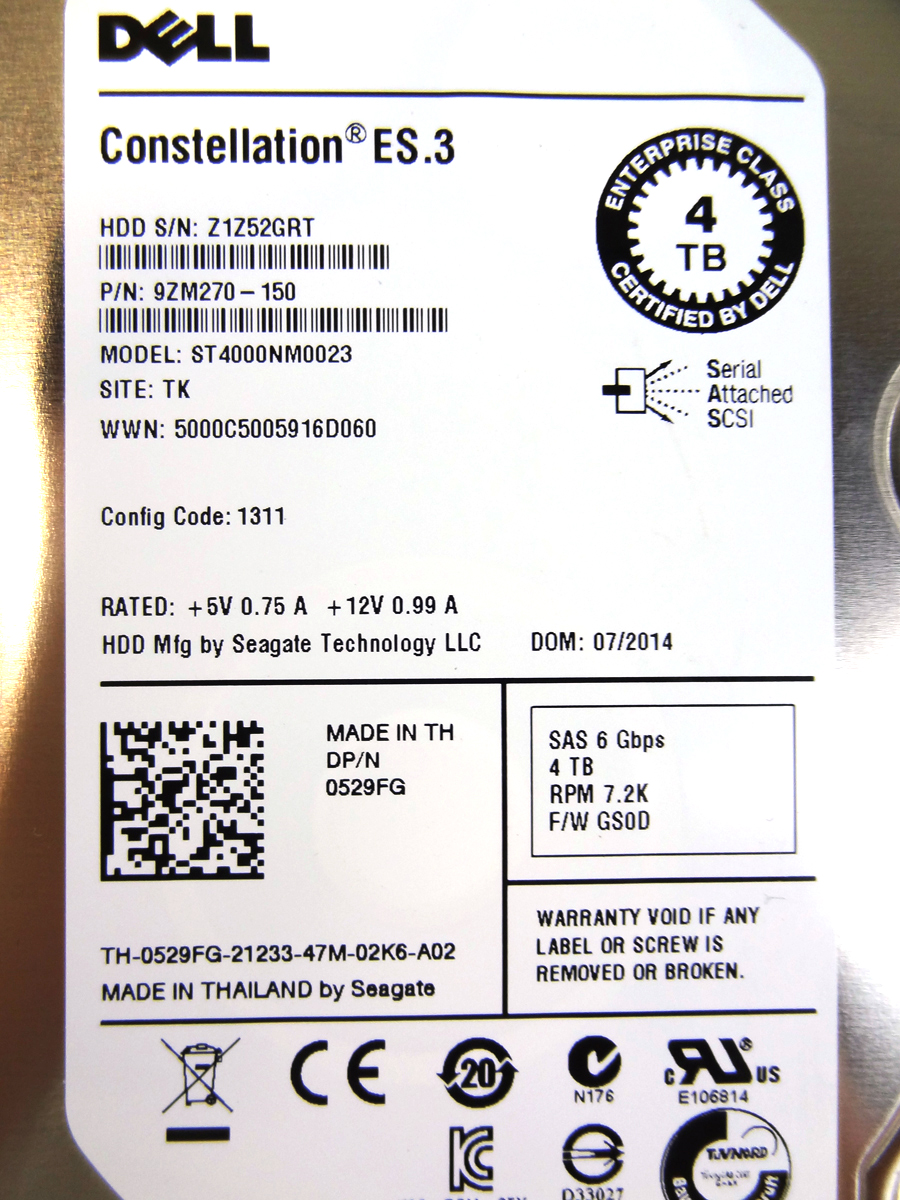 DELL
Constellation® ES.3
ENTERPRISE CLASS
4
TB
CERTIFIED BY DELL
HDD S/N: Z1Z52GRT
P/N: 9ZM270-150
MODEL: ST4000NM0023
SITE: TK
WWN: 5000C5005916D060
Serial
Attached
SCSI
Config Code: 1311
RATED: +5V 0.75 A +12V 0.99 A
HDD Mfg by Seagate Technology LLC DOM: 07/2014
MADE IN TH
DP/N
0529FG
SAS 6 Gbps
4 TB
RPM 7.2K
F/W GS0D
TH-0529FG-21233-47M-02K6-A02
MADE IN THAILAND by Seagate
WARRANTY VOID IF ANY
LABEL OR SCREW IS
REMOVED OR BROKEN.
CE
20
N176
c RU® US
E106814
D33027